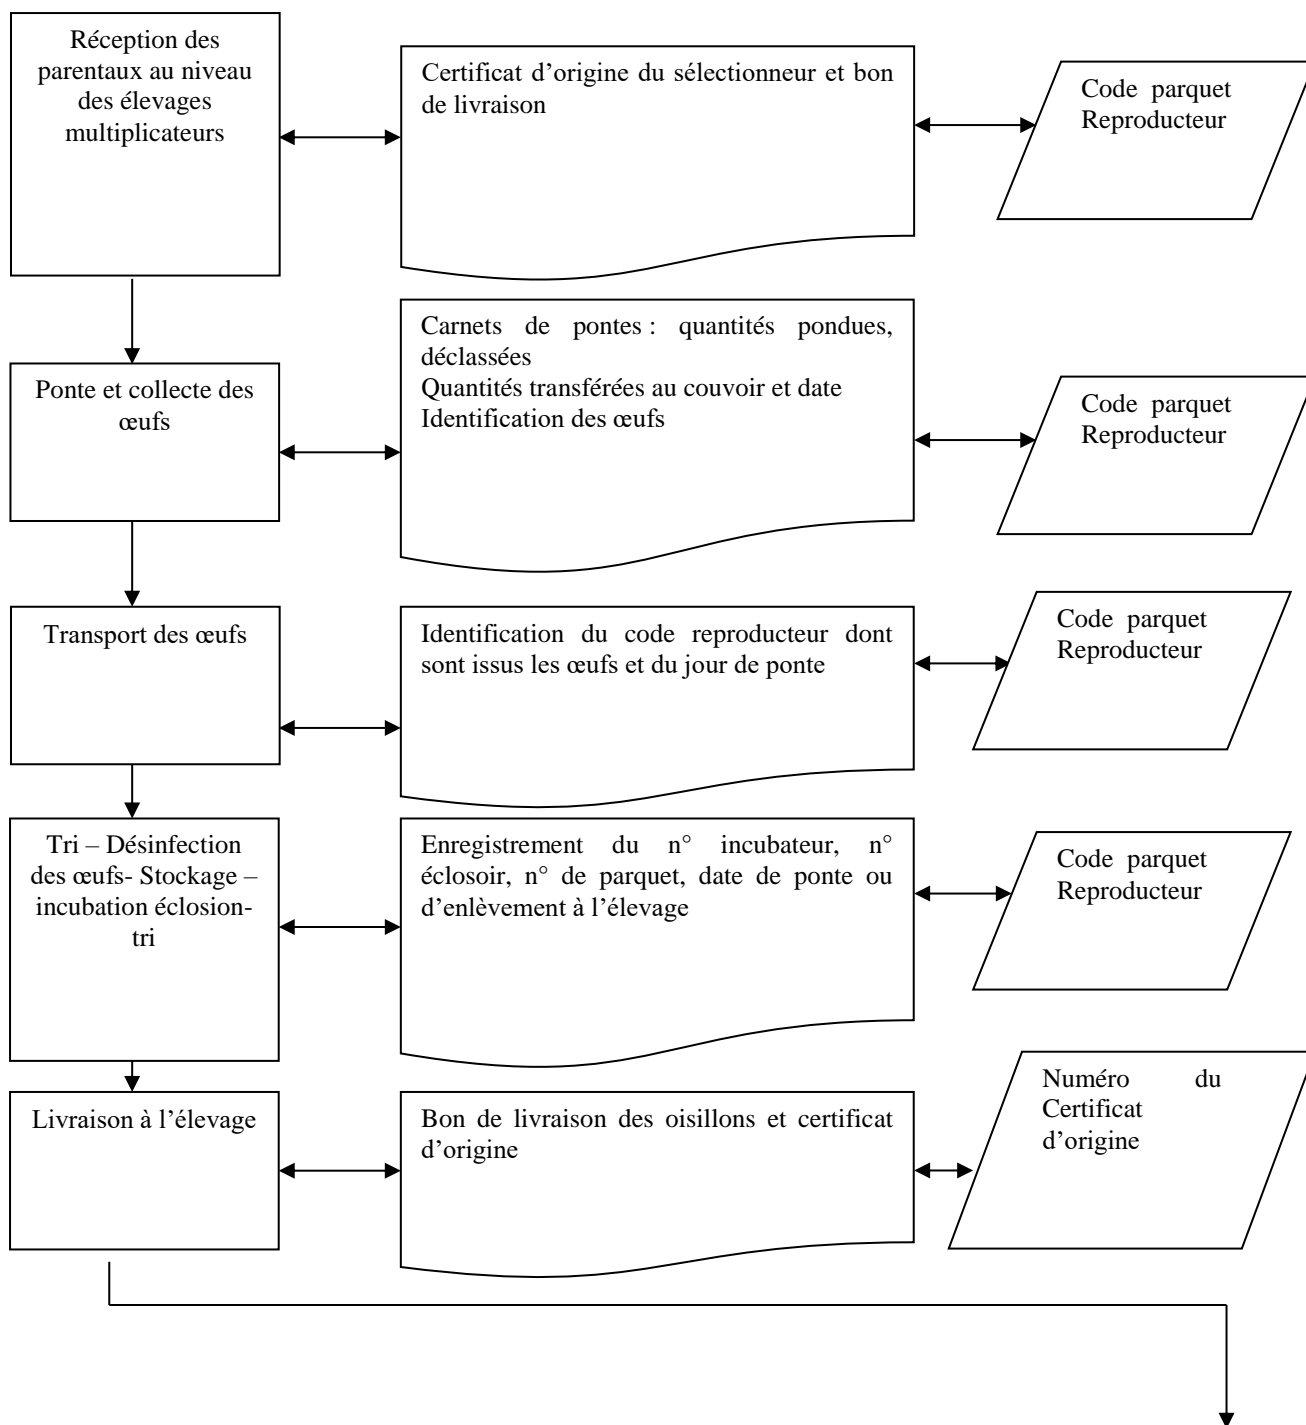 Réception des
parentaux au niveau
des élevages
multiplicateurs
Certificat d’origine du sélectionneur et bon
de livraison
Code parquet
Reproducteur
Ponte et collecte des
œufs
Carnets de pontes : quantités pondues,
déclassées
Quantités transférées au couvoir et date
Identification des œufs
Code parquet
Reproducteur
Transport des œufs
Identification du code reproducteur dont
sont issus les œufs et du jour de ponte
Code parquet
Reproducteur
Tri – Désinfection
des œufs- Stockage –
incubation éclosion-
tri
Enregistrement du n° incubateur, n°
éclosoir, n° de parquet, date de ponte ou
d’enlèvement à l’élevage
Code parquet
Reproducteur
Livraison à l’élevage
Bon de livraison des oisillons et certificat
d’origine
Numéro du
Certificat
d’origine